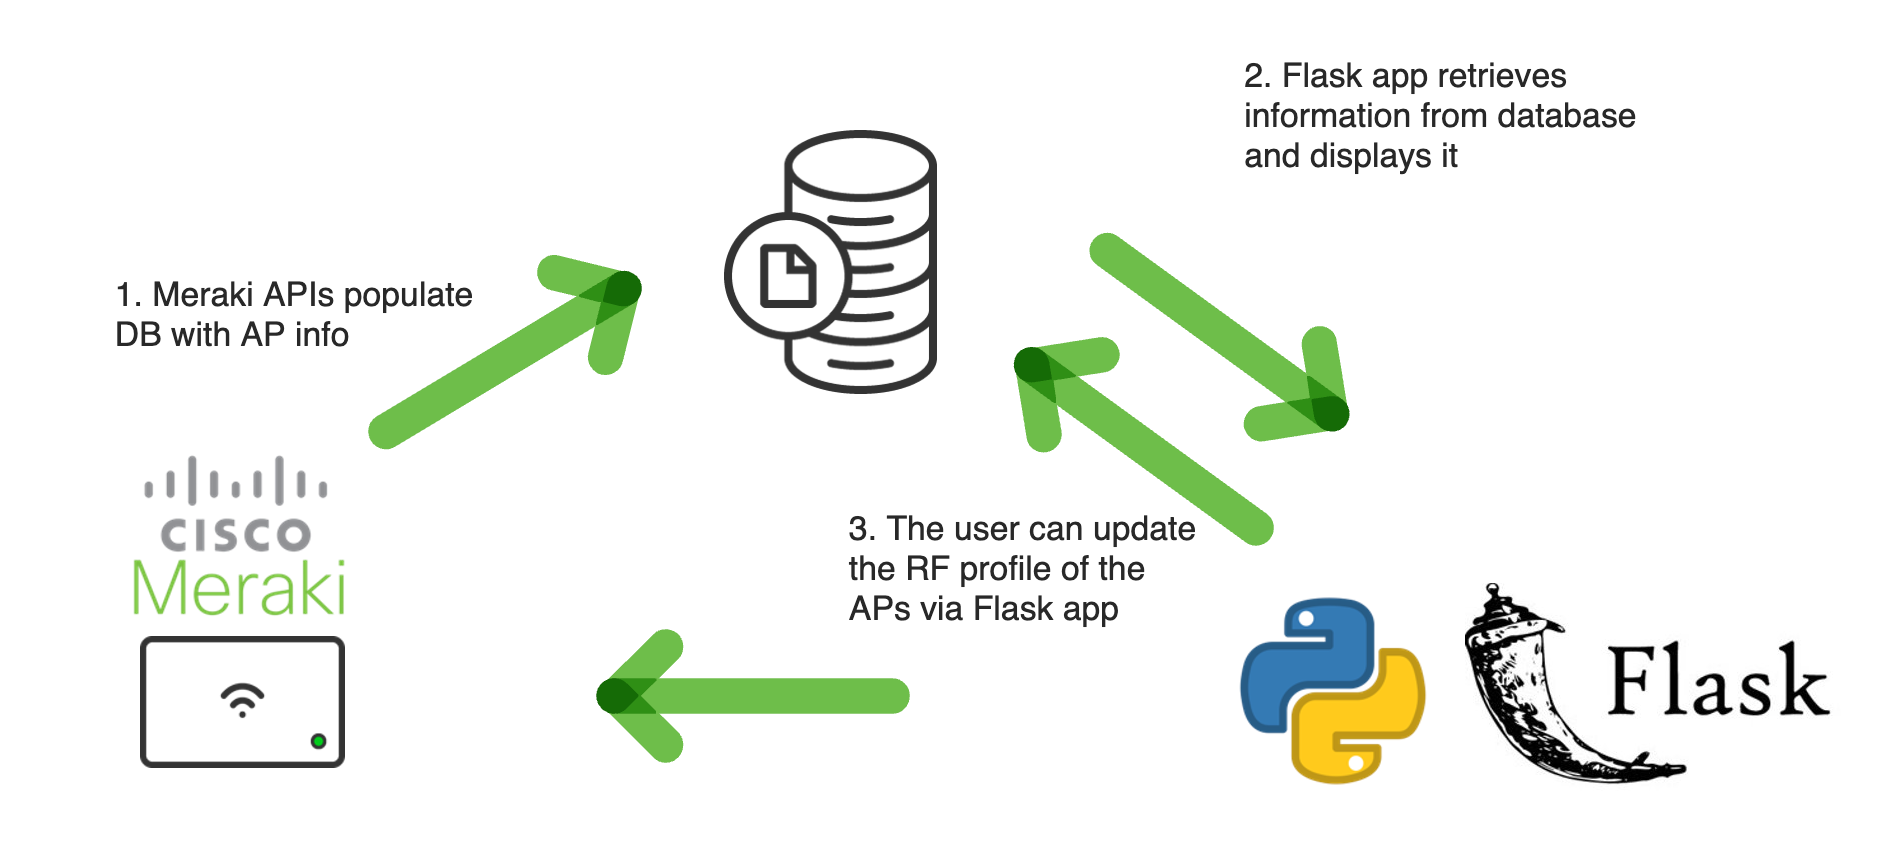 2. Flask app retrieves
information from database
and displays it
1. Meraki APIs populate
DB with AP info
CISCO
Meraki
3. The user can update
the RF profile of the
APs via Flask app
Flask